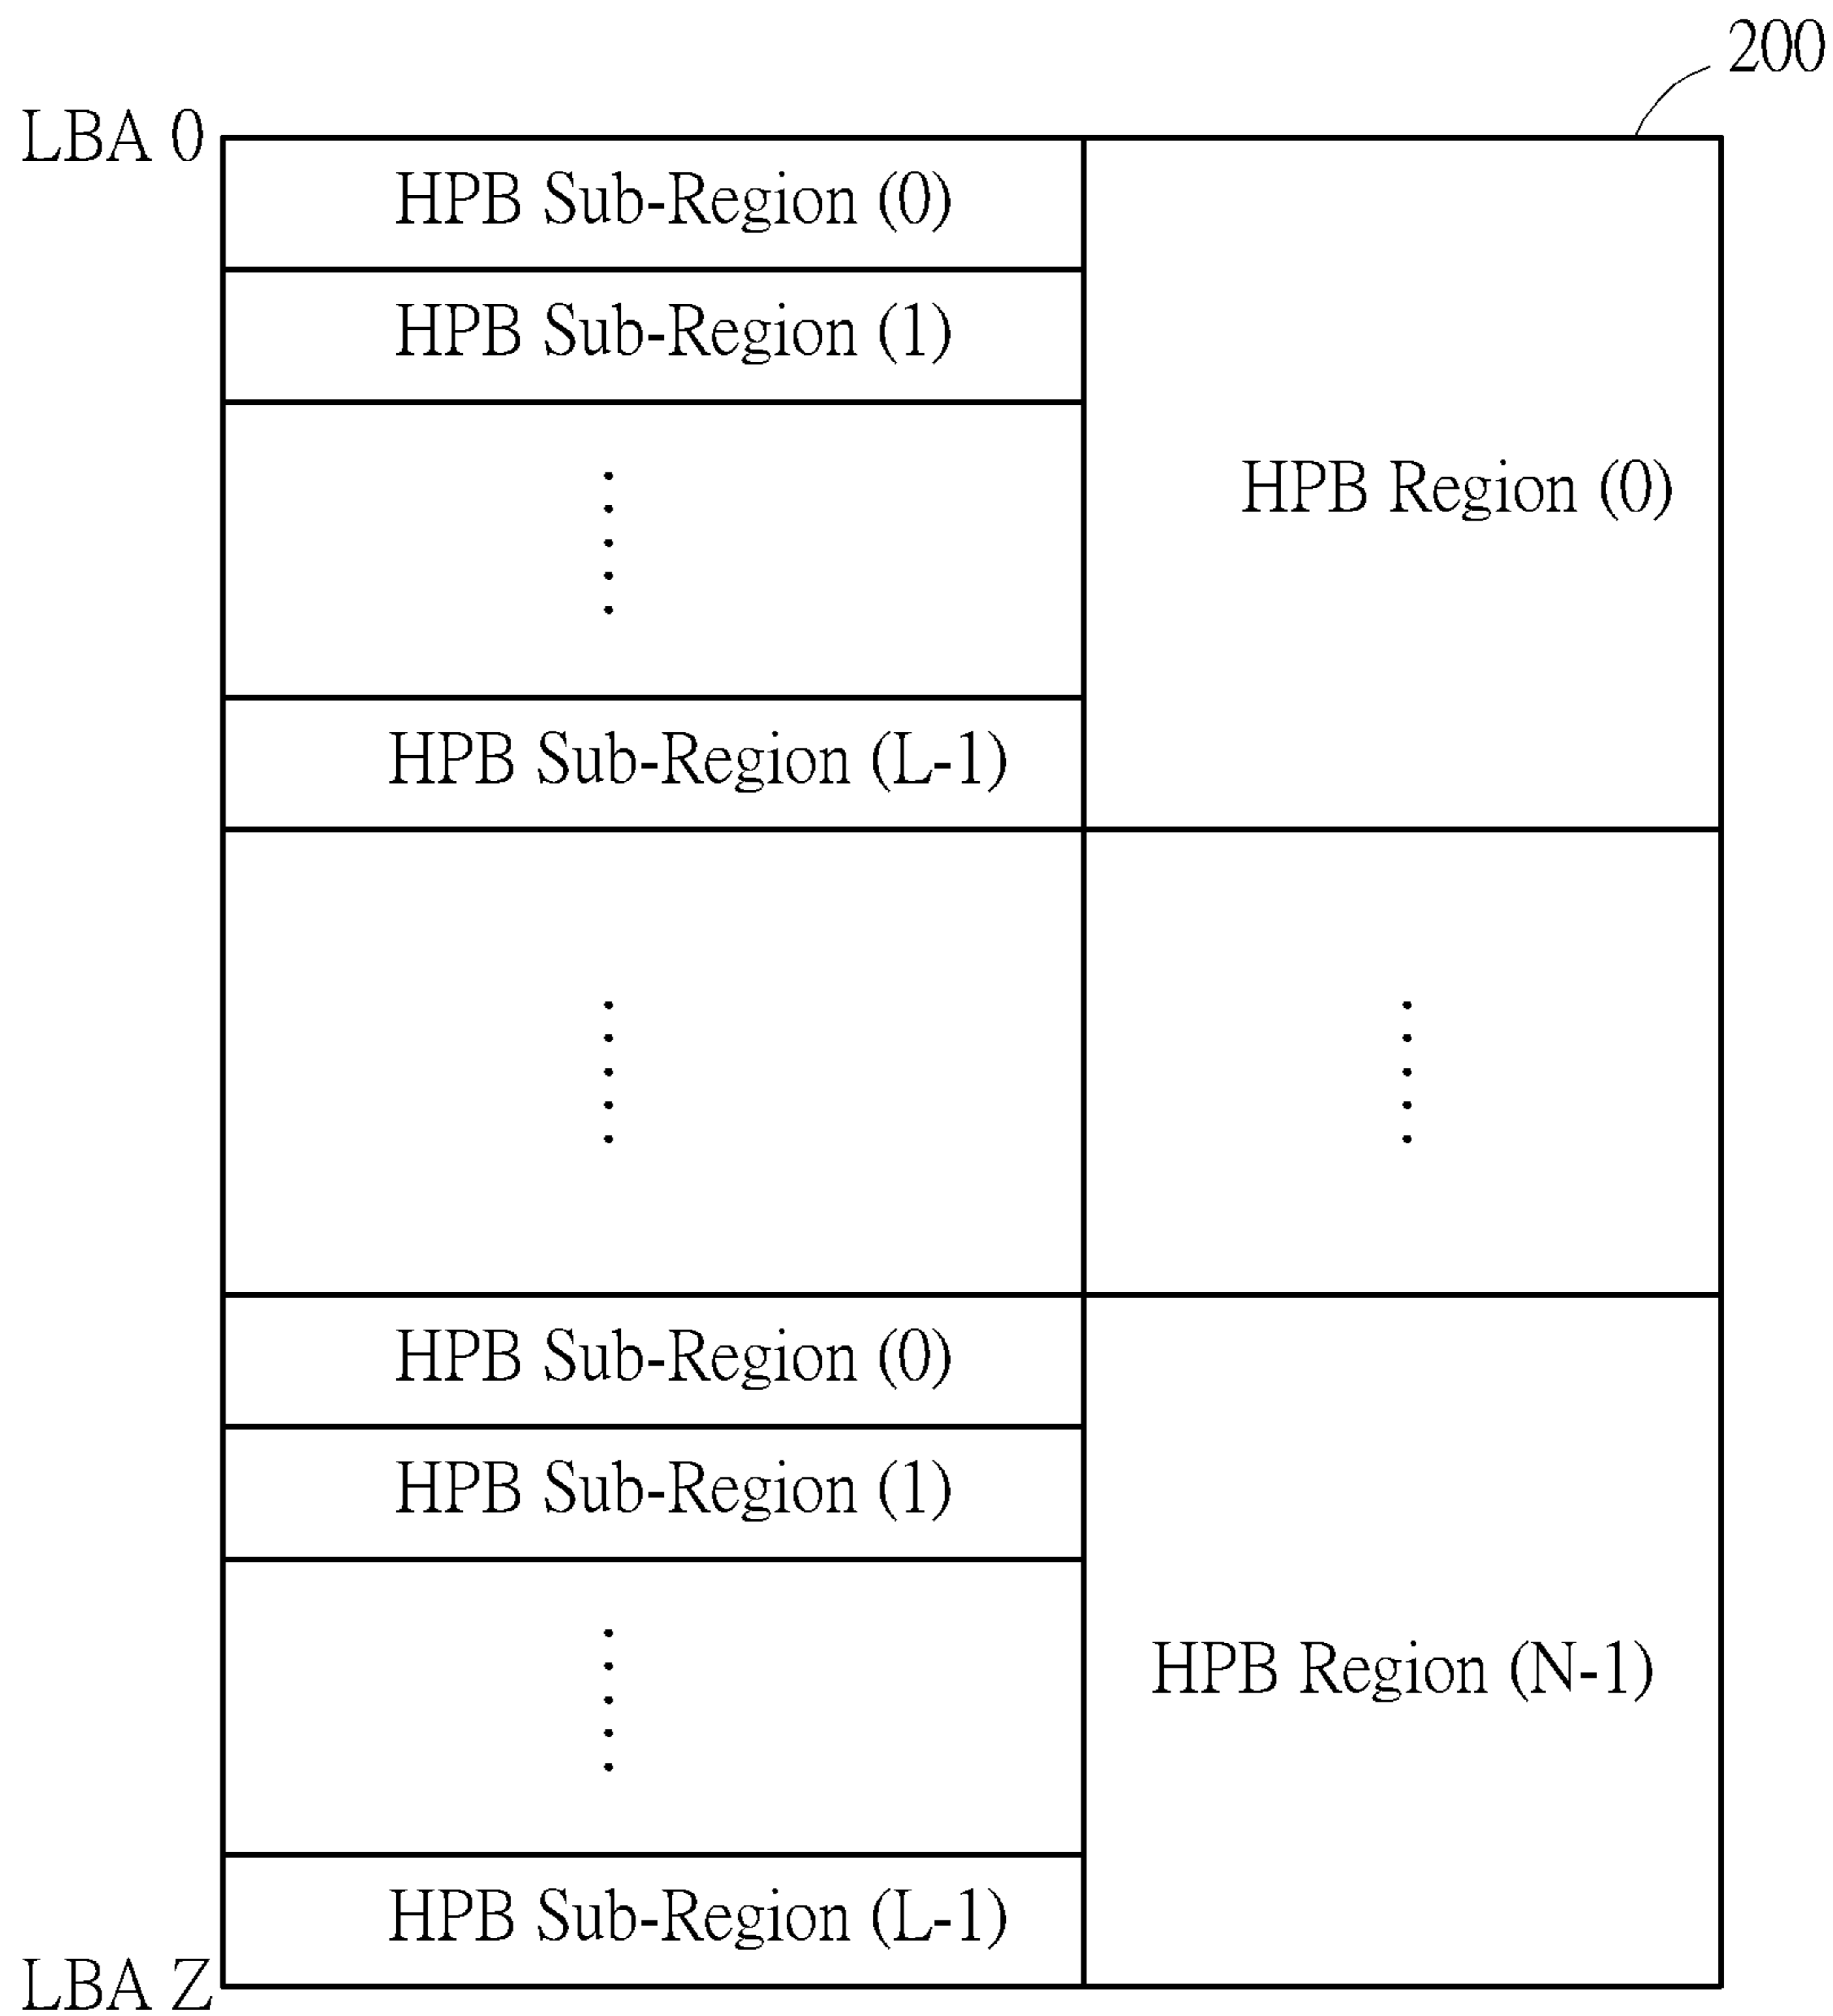 200
LBA 0
HPB Sub-Region (0)
HPB Sub-Region (1)
HPB Region (0)
HPB Sub-Region (L-1)
HPB Sub-Region (0)
HPB Sub-Region (1)
HPB Region (N-1)
HPB Sub-Region (L-1)
LBA Z